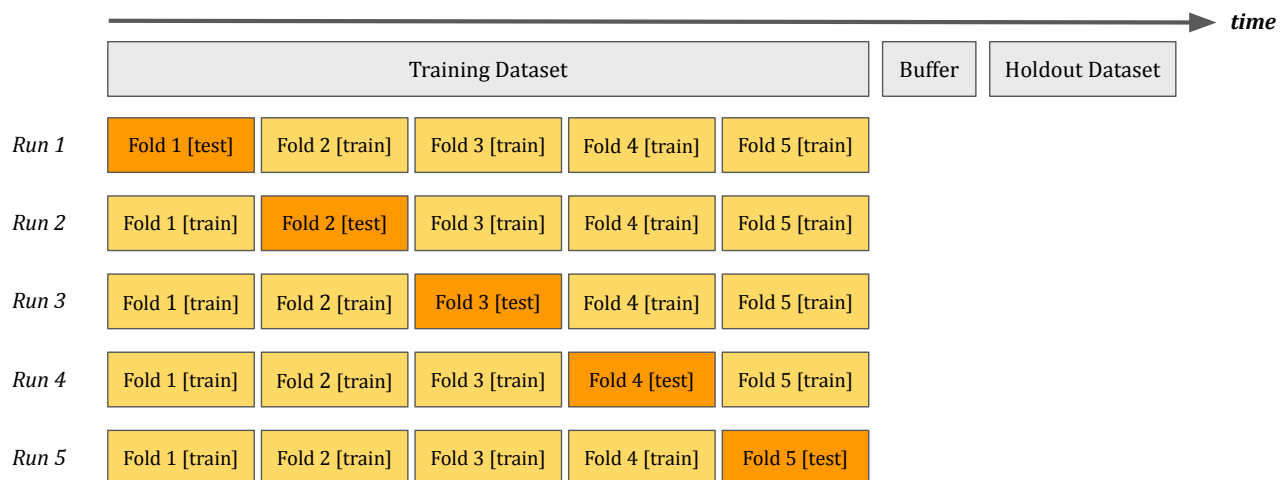 time
Training Dataset Buffer Holdout Dataset
Run 1 Fold 1 [test] Fold 2 [train] Fold 3 [train] Fold 4 [train] Fold 5 [train]
Run 2 Fold 1 [train] Fold 2 [test] Fold 3 [train] Fold 4 [train] Fold 5 [train]
Run 3 Fold 1 [train] Fold 2 [train] Fold 3 [test] Fold 4 [train] Fold 5 [train]
Run 4 Fold 1 [train] Fold 2 [train] Fold 3 [train] Fold 4 [test] Fold 5 [train]
Run 5 Fold 1 [train] Fold 2 [train] Fold 3 [train] Fold 4 [train] Fold 5 [test]